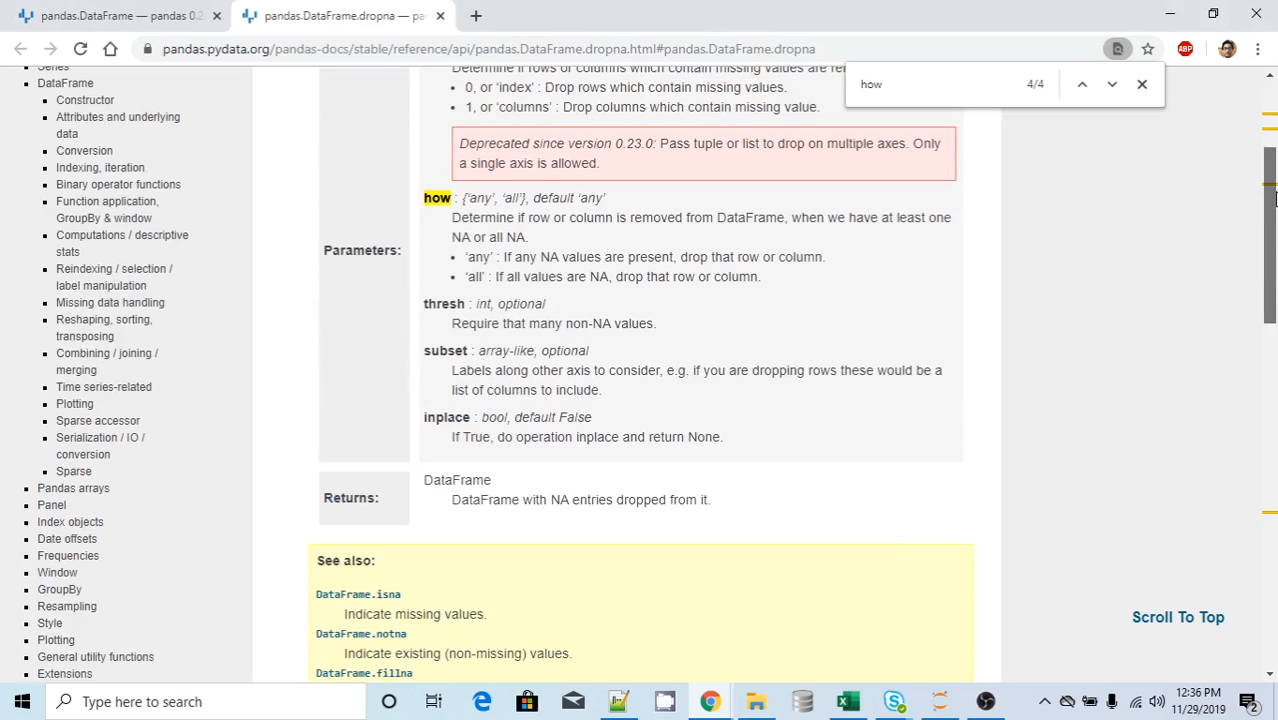 pandas.DataFrame — pandas 0.2
pandas.DataFrame.dropna — pa
pandas.pydata.org/pandas-docs/stable/reference/api/pandas.DataFrame.dropna.html#pandas.DataFrame.dropna
ABP
how 4/4
Series
DataFrame
Constructor
Attributes and underlying
data
Conversion
Indexing, iteration
Binary operator functions
Function application,
GroupBy & window
Computations / descriptive
stats
Reindexing / selection /
label manipulation
Missing data handling
Reshaping, sorting,
transposing
Combining / joining /
merging
Time series-related
Plotting
Sparse accessor
Serialization / IO /
conversion
Sparse
Pandas arrays
Panel
Index objects
Date offsets
Frequencies
Window
GroupBy
Resampling
Style
Plotting
General utility functions
Extensions
Parameters:
Determine if rows or columns which contain missing values are re
• 0, or ‘index’ : Drop rows which contain missing values.
• 1, or ‘columns’ : Drop columns which contain missing value.
Deprecated since version 0.23.0: Pass tuple or list to drop on multiple axes. Only
a single axis is allowed.
how : {‘any’, ‘all’}, default ‘any’
Determine if row or column is removed from DataFrame, when we have at least one
NA or all NA.
• ‘any’ : If any NA values are present, drop that row or column.
• ‘all’ : If all values are NA, drop that row or column.
thresh : int, optional
Require that many non-NA values.
subset : array-like, optional
Labels along other axis to consider, e.g. if you are dropping rows these would be a
list of columns to include.
inplace : bool, default False
If True, do operation inplace and return None.
Returns:
DataFrame
DataFrame with NA entries dropped from it.
See also:
DataFrame.isna
Indicate missing values.
DataFrame.notna
Indicate existing (non-missing) values.
DataFrame.fillna
Scroll To Top
Type here to search
12:36 PM
11/29/2019
2